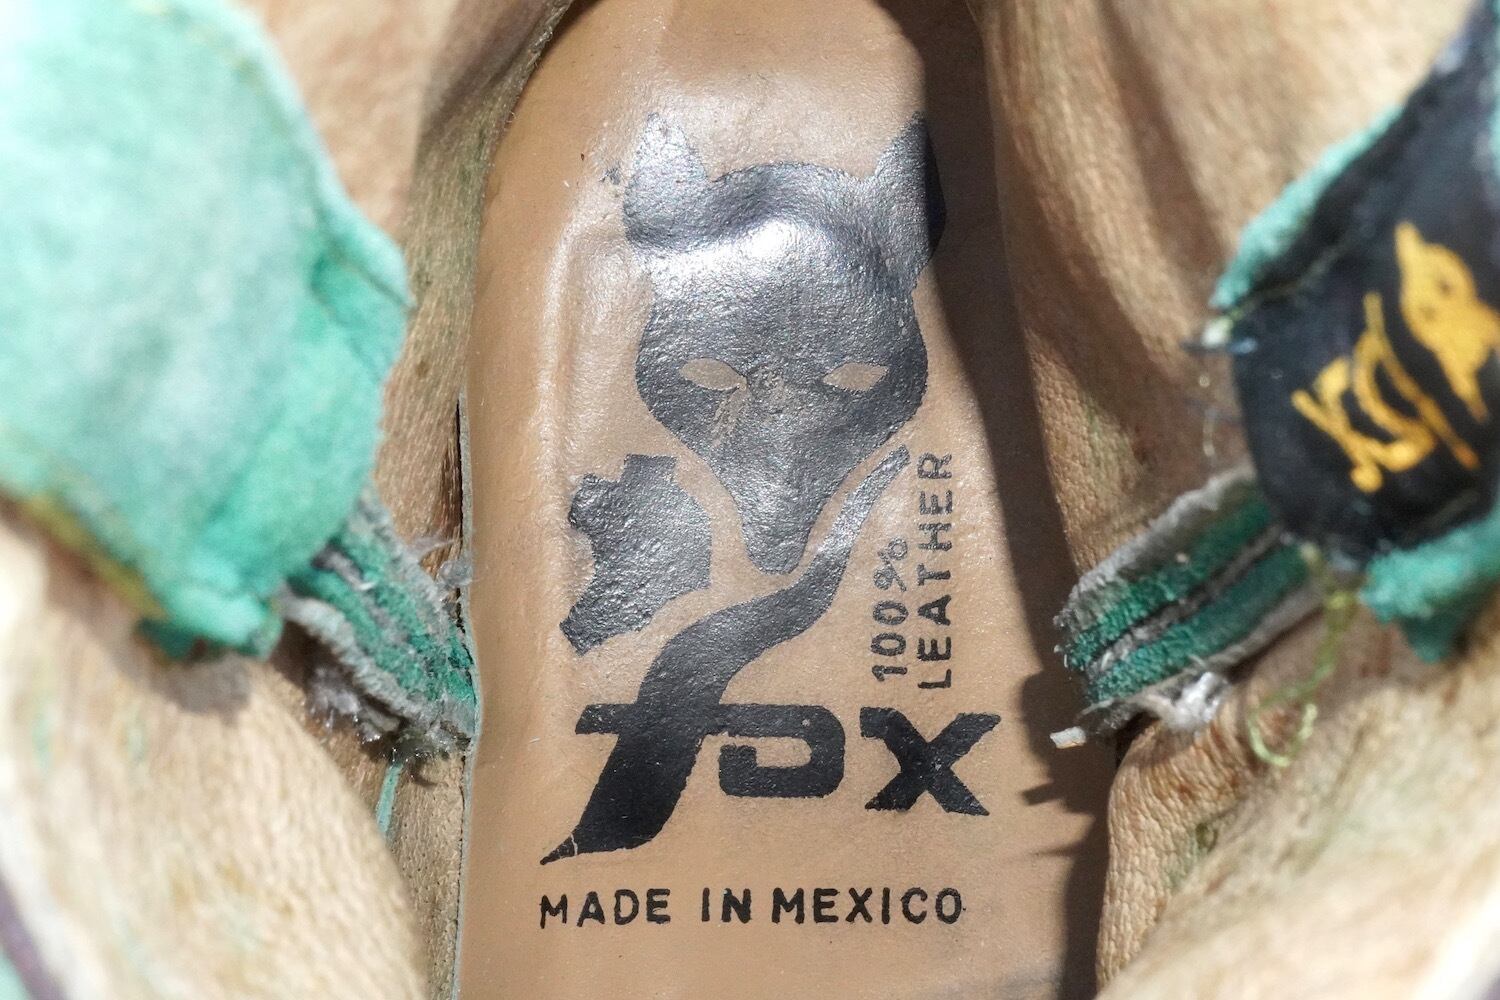 100%
LEATHER
FOX
MADE IN MEXICO